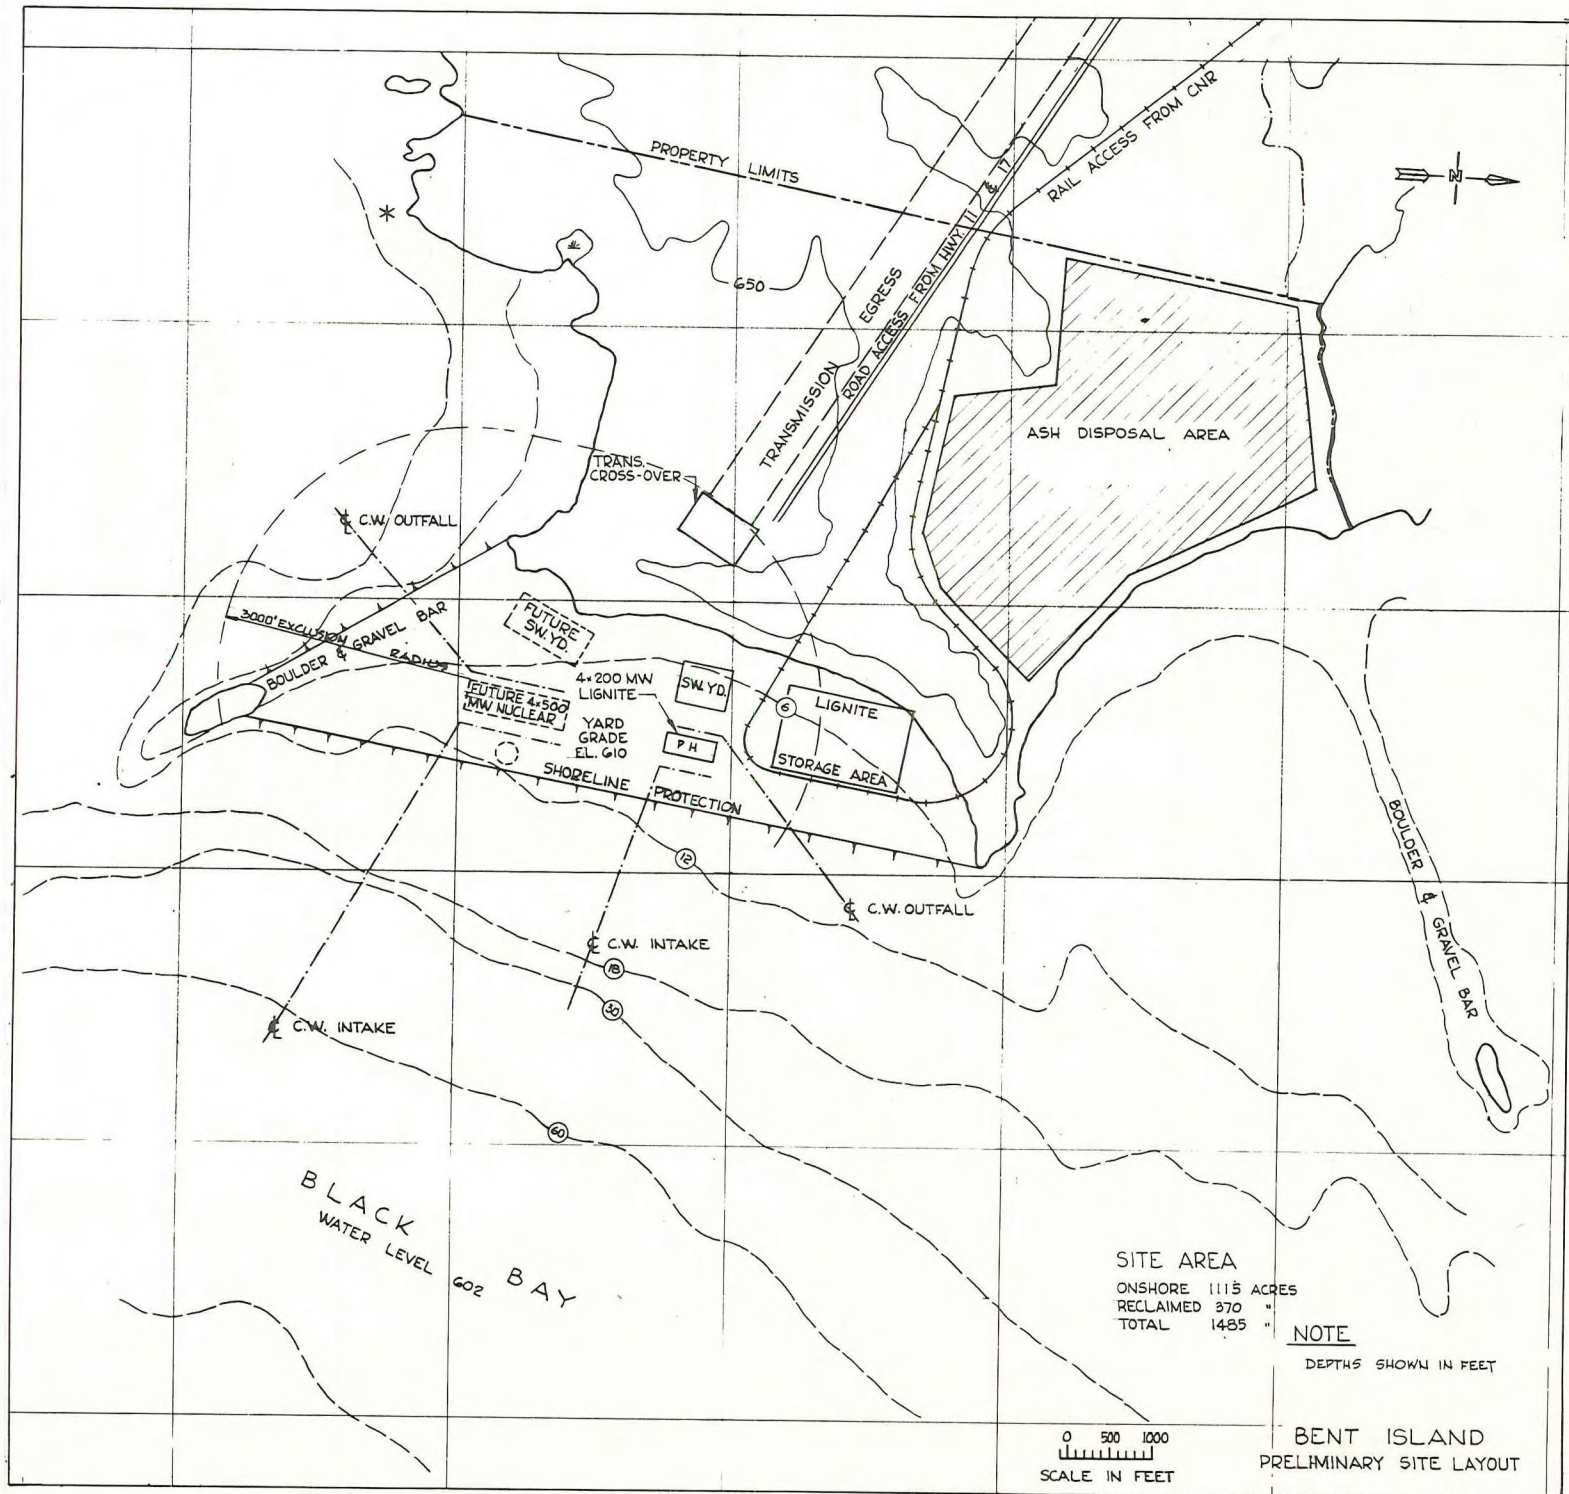 PROPERTY LIMITS
650
TRANSMISSION EGRESS
ROAD ACCESS FROM HWY. 11 & 17
RAIL ACCESS FROM CNR
N
ASH DISPOSAL AREA
TRANS.
CROSS-OVER
℄ C.W. OUTFALL
3000' EXCLUSION RADIUS
BOULDER & GRAVEL BAR
FUTURE
SW. YD.
4×200 MW
LIGNITE
SW. YD.
FUTURE 4×500
MW NUCLEAR
YARD
GRADE
EL. 610
P H
6
LIGNITE
STORAGE AREA
SHORELINE PROTECTION
12
℄ C.W. OUTFALL
℄ C.W. INTAKE
18
30
℄ C.W. INTAKE
60
BOULDER & GRAVEL BAR
BLACK BAY
WATER LEVEL 602
SITE AREA
ONSHORE 1115 ACRES
RECLAIMED 370 "
TOTAL 1485 "
NOTE
DEPTHS SHOWN IN FEET
0 500 1000
SCALE IN FEET
BENT ISLAND
PRELIMINARY SITE LAYOUT